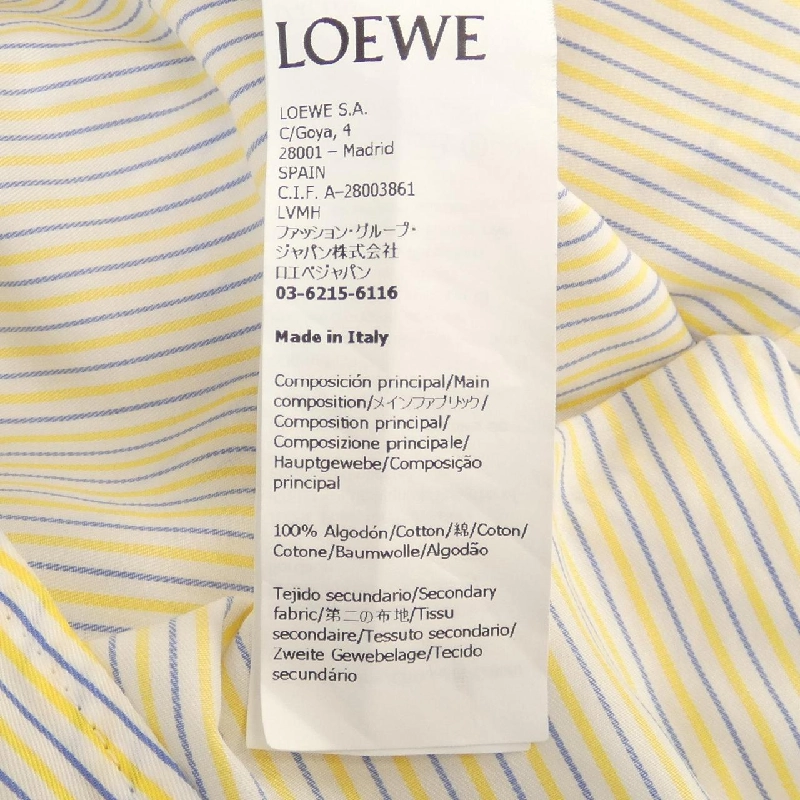 LOEWE
LOEWE S.A.
C/Goya, 4
28001 – Madrid
SPAIN
C.I.F. A-28003861
LVMH
ファッション・グループ・
ジャパン株式会社
ロエベジャパン
03-6215-6116
Made in Italy
Composición principal/Main
composition/メインファブリック/
Composition principal/
Composizione principale/
Hauptgewebe/Composição
principal
100% Algodón/Cotton/綿/Coton/
Cotone/Baumwolle/Algodão
Tejido secundario/Secondary
fabric/第二の布地/Tissu
secondaire/Tessuto secondario/
Zweite Gewebelage/Tecido
secundário